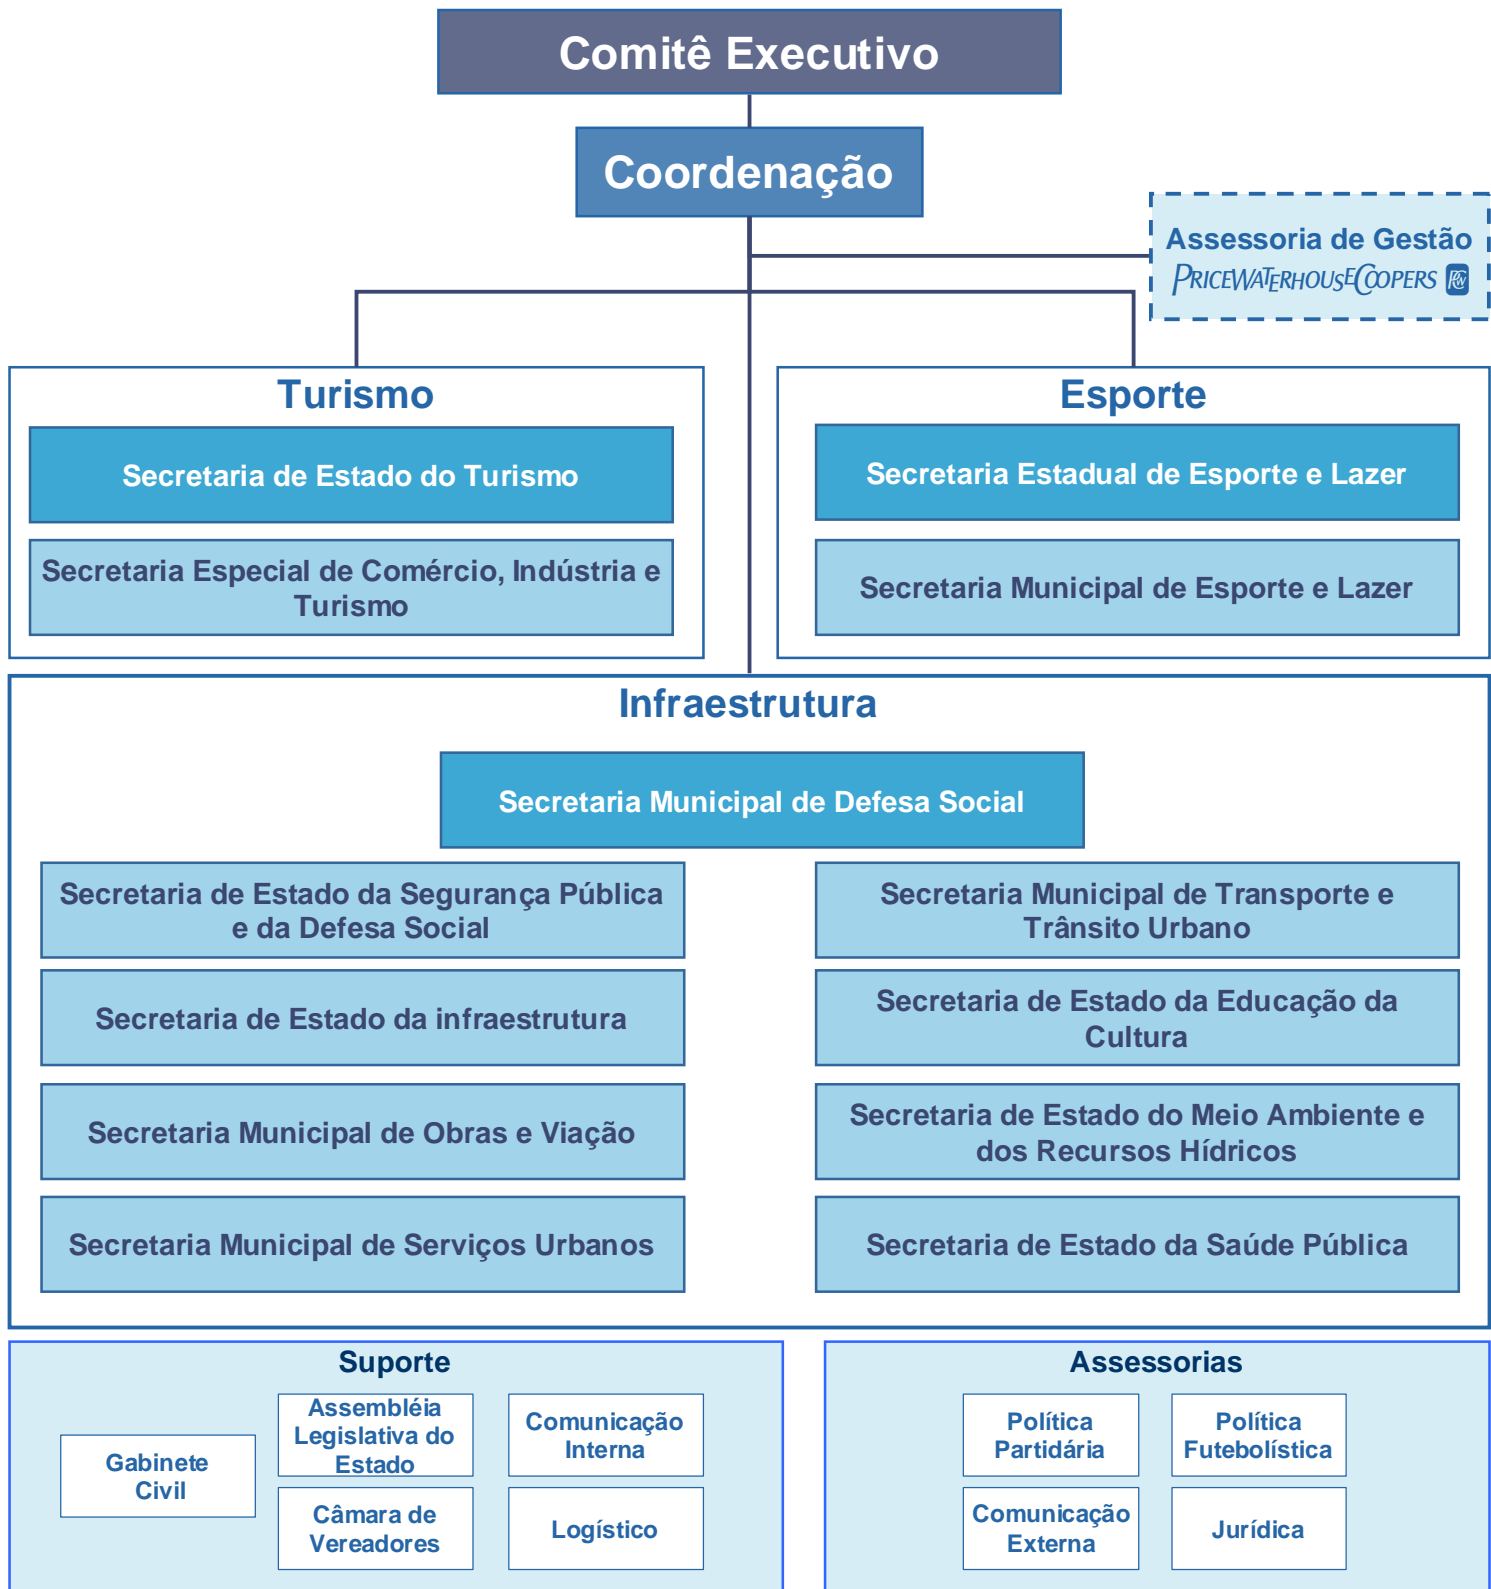 Comitê Executivo
Coordenação
Assessoria de Gestão
PRICEWATERHOUSECOOPERS
PwC
Turismo
Secretaria de Estado do Turismo
Secretaria Especial de Comércio, Indústria e
Turismo
Esporte
Secretaria Estadual de Esporte e Lazer
Secretaria Municipal de Esporte e Lazer
Infraestrutura
Secretaria Municipal de Defesa Social
Secretaria de Estado da Segurança Pública
e da Defesa Social
Secretaria de Estado da infraestrutura
Secretaria Municipal de Obras e Viação
Secretaria Municipal de Serviços Urbanos
Secretaria Municipal de Transporte e
Trânsito Urbano
Secretaria de Estado da Educação da
Cultura
Secretaria de Estado do Meio Ambiente e
dos Recursos Hídricos
Secretaria de Estado da Saúde Pública
Suporte
Gabinete
Civil
Assembléia
Legislativa do
Estado
Câmara de
Vereadores
Comunicação
Interna
Logístico
Assessorias
Política
Partidária
Política
Futebolística
Comunicação
Externa
Jurídica